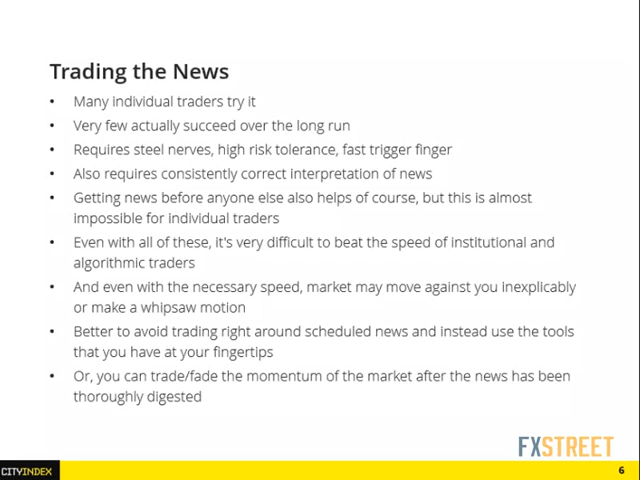 Trading the News
• Many individual traders try it
• Very few actually succeed over the long run
• Requires steel nerves, high risk tolerance, fast trigger finger
• Also requires consistently correct interpretation of news
• Getting news before anyone else also helps of course, but this is almost
impossible for individual traders
• Even with all of these, it's very difficult to beat the speed of institutional and
algorithmic traders
• And even with the necessary speed, market may move against you inexplicably
or make a whipsaw motion
• Better to avoid trading right around scheduled news and instead use the tools
that you have at your fingertips
• Or, you can trade/fade the momentum of the market after the news has been
thoroughly digested
FXSTREET
CITYINDEX
6